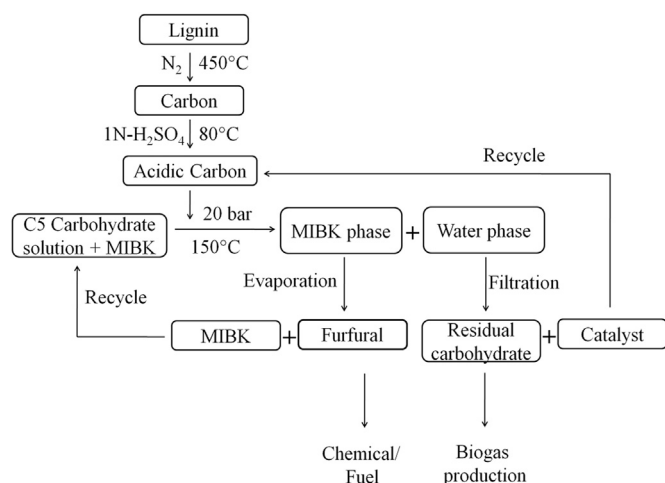 Lignin
N₂ 450°C
Carbon
1N-H₂SO₄ 80°C
Acidic Carbon
Recycle
C5 Carbohydrate
solution + MIBK
20 bar
150°C
MIBK phase + Water phase
Evaporation
Filtration
Recycle
MIBK + Furfural
Residual
carbohydrate + Catalyst
Chemical/
Fuel
Biogas
production